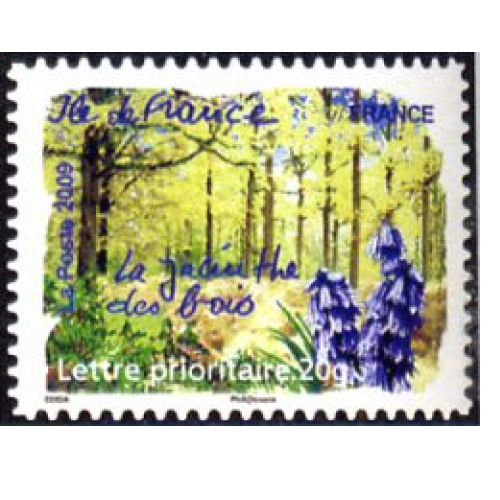 Ile de France
FRANCE
La Poste 2009
La jacinthe
des bois
Lettre prioritaire 20g